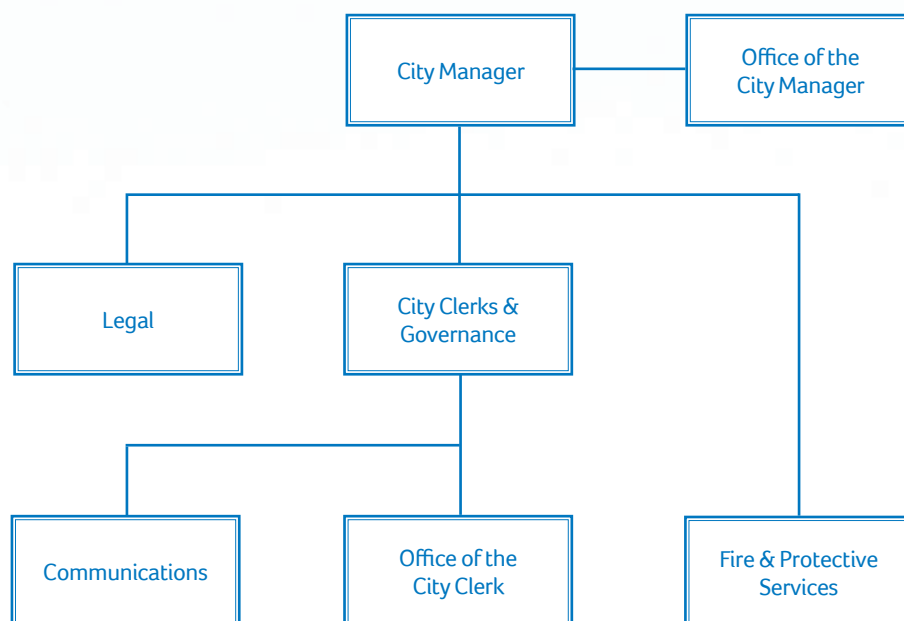 City Manager
Office of the
City Manager
Legal
City Clerks &
Governance
Communications
Office of the
City Clerk
Fire & Protective
Services